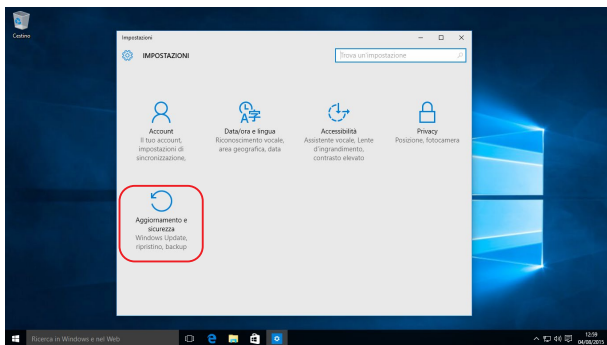 Cestino
Impostazioni
IMPOSTAZIONI
Trova un'impostazione
Account
Il tuo account,
impostazioni di
sincronizzazione,
Data/ora e lingua
Riconoscimento vocale,
area geografica, data
Accessibilità
Assistente vocale, Lente
d'ingrandimento,
contrasto elevato
Privacy
Posizione, fotocamera
Aggiornamento e
sicurezza
Windows Update,
ripristino, backup
Ricerca in Windows e nel Web
12:59
04/08/2015